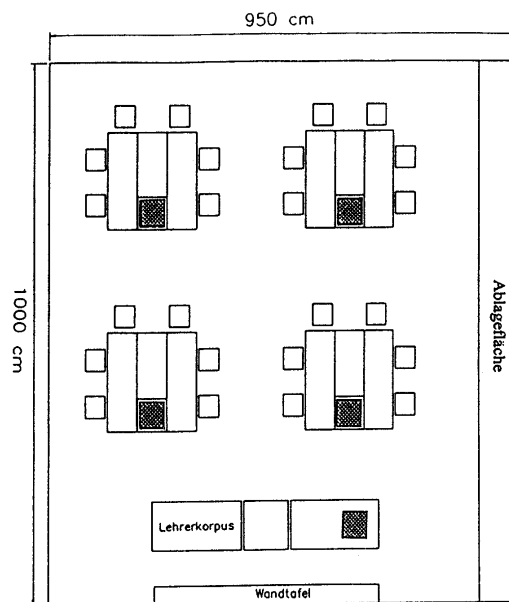 950 cm
1000 cm
Ablagefläche
Lehrerkorpus
Wandtafel